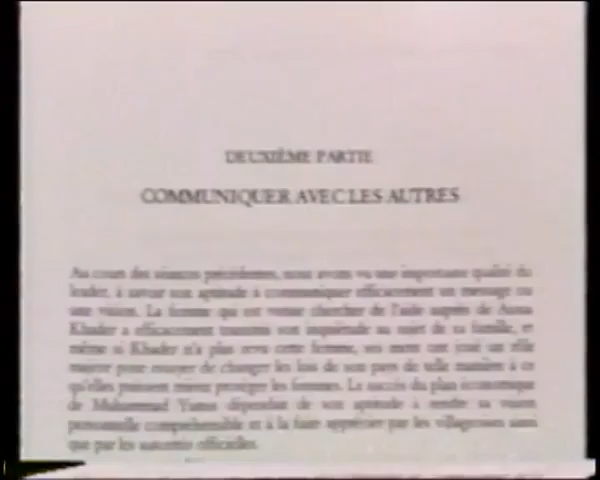 DEUXIÈME PARTIE
COMMUNIQUER AVEC LES AUTRES
Au cours des séances précédentes, nous avons vu une importante qualité du
leader, à savoir son aptitude à communiquer efficacement un message ou
une vision. La femme qui est venue chercher de l'aide auprès de Asma
Khader a efficacement transmis son inquiétude au sujet de sa famille, et
même si Khader n'a plus revu cette femme, ses mots ont joué un rôle
majeur pour essayer de changer les lois de son pays de telle manière à ce
qu'elles puissent mieux protéger les femmes. Le succès du plan économique
de Muhammad Yunus dépendait de son aptitude à rendre sa vision
personnelle compréhensible et à la faire apprécier par les villageoises ainsi
que par les autorités officielles.